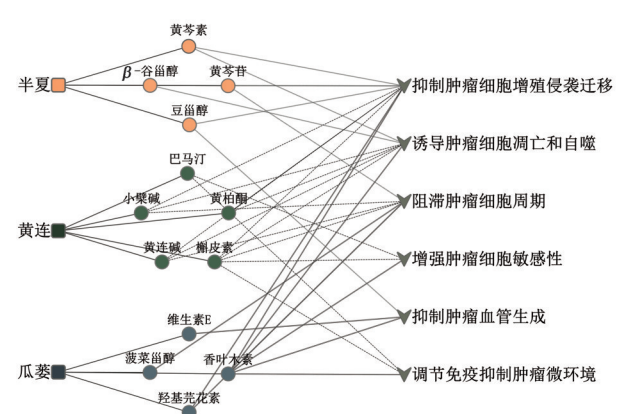 黄芩素
半夏
β-谷甾醇
黄芩苷
抑制肿瘤细胞增殖侵袭迁移
豆甾醇
诱导肿瘤细胞凋亡和自噬
巴马汀
小檗碱
黄柏酮
阻滞肿瘤细胞周期
黄连
黄连碱
槲皮素
增强肿瘤细胞敏感性
维生素E
抑制肿瘤血管生成
菠菜甾醇
香叶木素
瓜蒌
调节免疫抑制肿瘤微环境
羟基芫花素